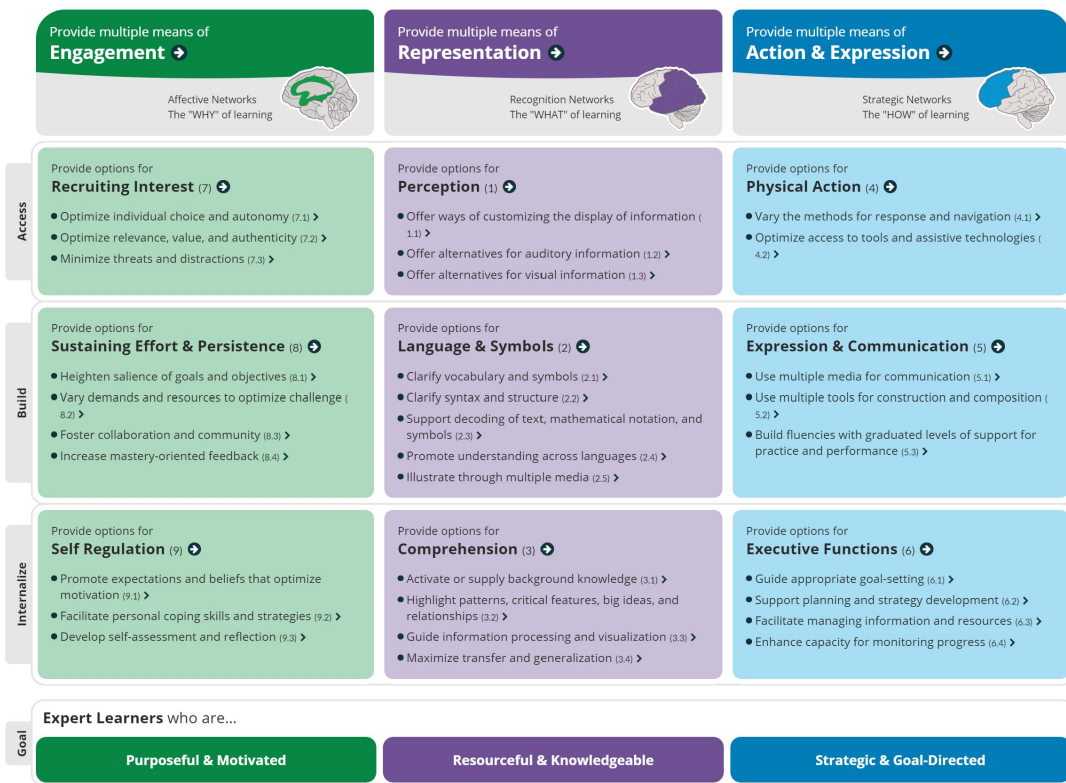 Provide multiple means of
Engagement
Affective Networks
The "WHY" of learning
Provide multiple means of
Representation
Recognition Networks
The "WHAT" of learning
Provide multiple means of
Action & Expression
Strategic Networks
The "HOW" of learning
Access
Provide options for
Recruiting Interest (7)
• Optimize individual choice and autonomy (7.1)
• Optimize relevance, value, and authenticity (7.2)
• Minimize threats and distractions (7.3)
Provide options for
Perception (1)
• Offer ways of customizing the display of information (
1.1)
• Offer alternatives for auditory information (1.2)
• Offer alternatives for visual information (1.3)
Provide options for
Physical Action (4)
• Vary the methods for response and navigation (4.1)
• Optimize access to tools and assistive technologies (
4.2)
Build
Provide options for
Sustaining Effort & Persistence (8)
• Heighten salience of goals and objectives (8.1)
• Vary demands and resources to optimize challenge (
8.2)
• Foster collaboration and community (8.3)
• Increase mastery-oriented feedback (8.4)
Provide options for
Language & Symbols (2)
• Clarify vocabulary and symbols (2.1)
• Clarify syntax and structure (2.2)
• Support decoding of text, mathematical notation, and
symbols (2.3)
• Promote understanding across languages (2.4)
• Illustrate through multiple media (2.5)
Provide options for
Expression & Communication (5)
• Use multiple media for communication (5.1)
• Use multiple tools for construction and composition (
5.2)
• Build fluencies with graduated levels of support for
practice and performance (5.3)
Internalize
Provide options for
Self Regulation (9)
• Promote expectations and beliefs that optimize
motivation (9.1)
• Facilitate personal coping skills and strategies (9.2)
• Develop self-assessment and reflection (9.3)
Provide options for
Comprehension (3)
• Activate or supply background knowledge (3.1)
• Highlight patterns, critical features, big ideas, and
relationships (3.2)
• Guide information processing and visualization (3.3)
• Maximize transfer and generalization (3.4)
Provide options for
Executive Functions (6)
• Guide appropriate goal-setting (6.1)
• Support planning and strategy development (6.2)
• Facilitate managing information and resources (6.3)
• Enhance capacity for monitoring progress (6.4)
Goal
Expert Learners who are...
Purposeful & Motivated
Resourceful & Knowledgeable
Strategic & Goal-Directed